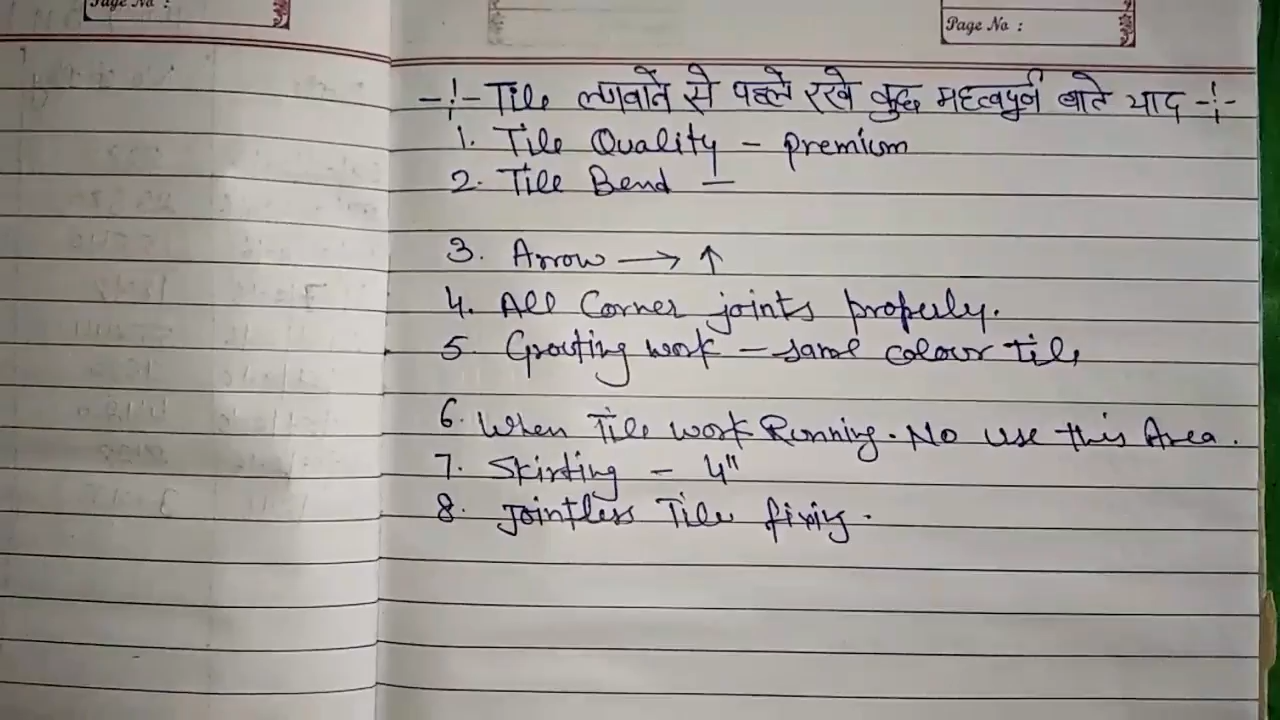 Page No :
Page No :
-:- Tile लगवाने से पहले रखे कुछ महत्वपूर्ण बाते याद -:-
1. Tile Quality - premium
2. Tile Bend -
3. Arrow → ↑
4. All Corner joints properly.
5. Grouting work - same colour Tile
6. When Tile work Running. No use this Area.
7. Skirting - 4"
8. Jointless Tile fixing.